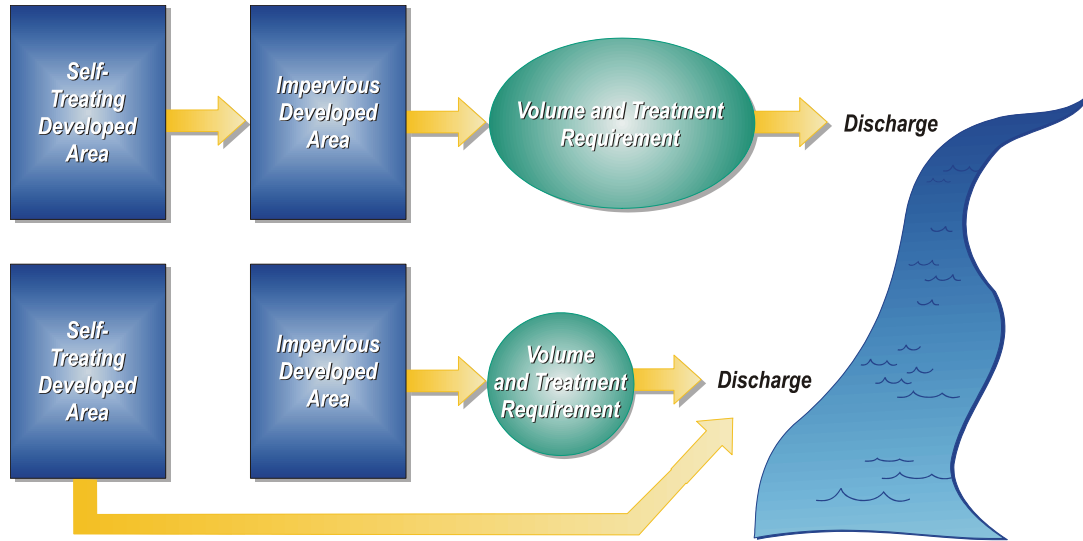 Self-
Treating
Developed
Area
Impervious
Developed
Area
Volume and Treatment
Requirement
Discharge
Self-
Treating
Developed
Area
Impervious
Developed
Area
Volume
and Treatment
Requirement
Discharge